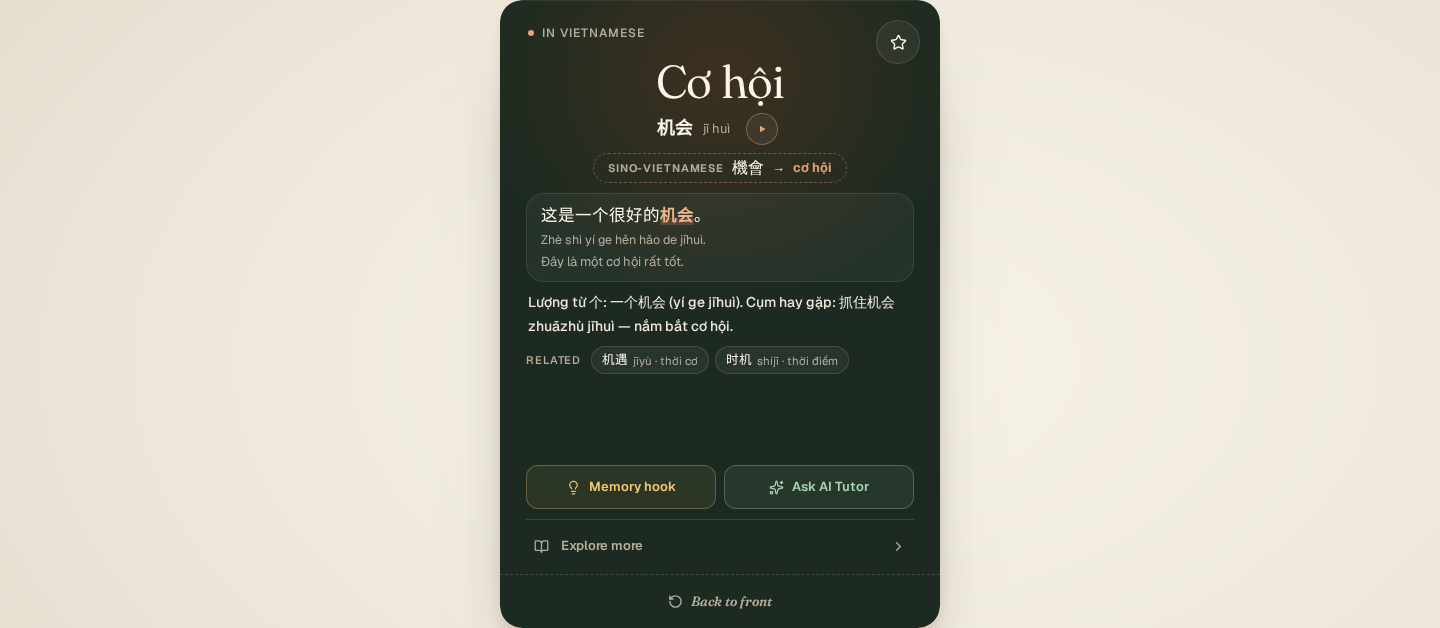 IN VIETNAMESE
Cơ hội
机会 jī huì
SINO-VIETNAMESE 機會 → cơ hội
这是一个很好的机会。
Zhè shì yí ge hěn hǎo de jīhuì.
Đây là một cơ hội rất tốt.
Lượng từ 个: 一个机会 (yí ge jīhuì). Cụm hay gặp: 抓住机会
zhuāzhù jīhuì — nắm bắt cơ hội.
RELATED 机遇 jīyù · thời cơ 时机 shíjī · thời điểm
Memory hook Ask AI Tutor
Explore more
Back to front